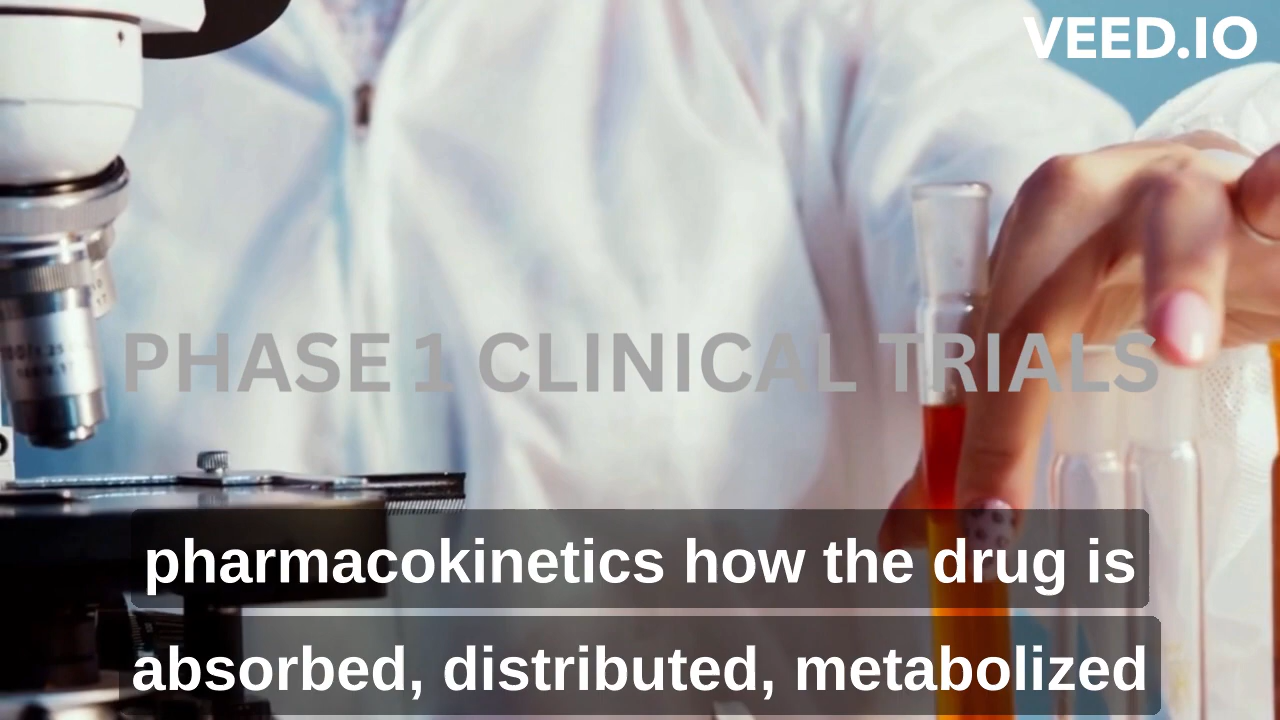 VEED.IO
PHASE 1 CLINICAL TRIALS
pharmacokinetics how the drug is
absorbed, distributed, metabolized